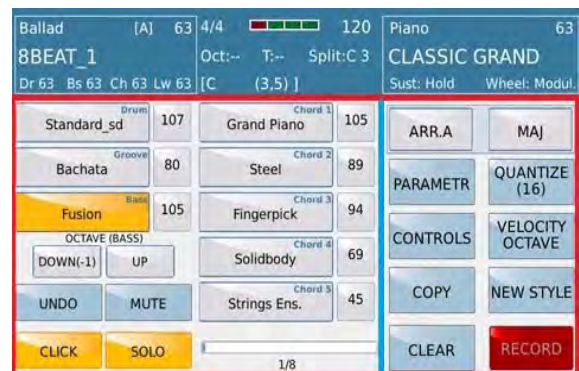 Ballad [A] 63
8BEAT_1
Dr 63 Bs 63 Ch 63 Lw 63
4/4 120
Oct:-- T:-- Split:C 3
[C (3,5) ]
Piano 63
CLASSIC GRAND
Sust: Hold Wheel: Modul.
Drum
Standard_sd 107
Groove
Bachata 80
Bass
Fusion 105
OCTAVE (BASS)
DOWN(-1) UP
UNDO MUTE
CLICK SOLO
Chord 1
Grand Piano 105
Chord 2
Steel 89
Chord 3
Fingerpick 94
Chord 4
Solidbody 69
Chord 5
Strings Ens. 45
1/8
ARR.A MAJ
PARAMETR QUANTIZE
(16)
CONTROLS VELOCITY
OCTAVE
COPY NEW STYLE
CLEAR RECORD